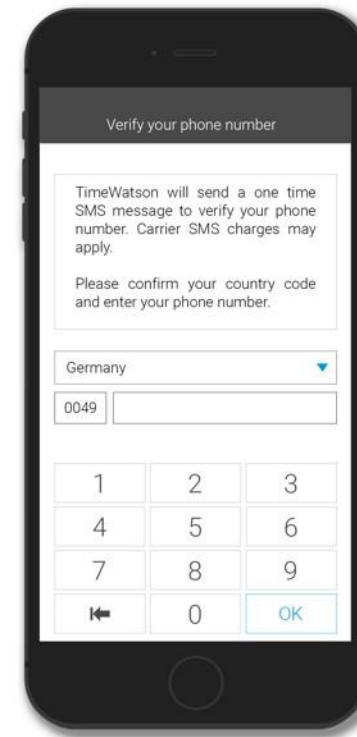 Verify your phone number
TimeWatson will send a one time
SMS message to verify your phone
number. Carrier SMS charges may
apply.
Please confirm your country code
and enter your phone number.
Germany
0049
1 2 3
4 5 6
7 8 9
0 OK